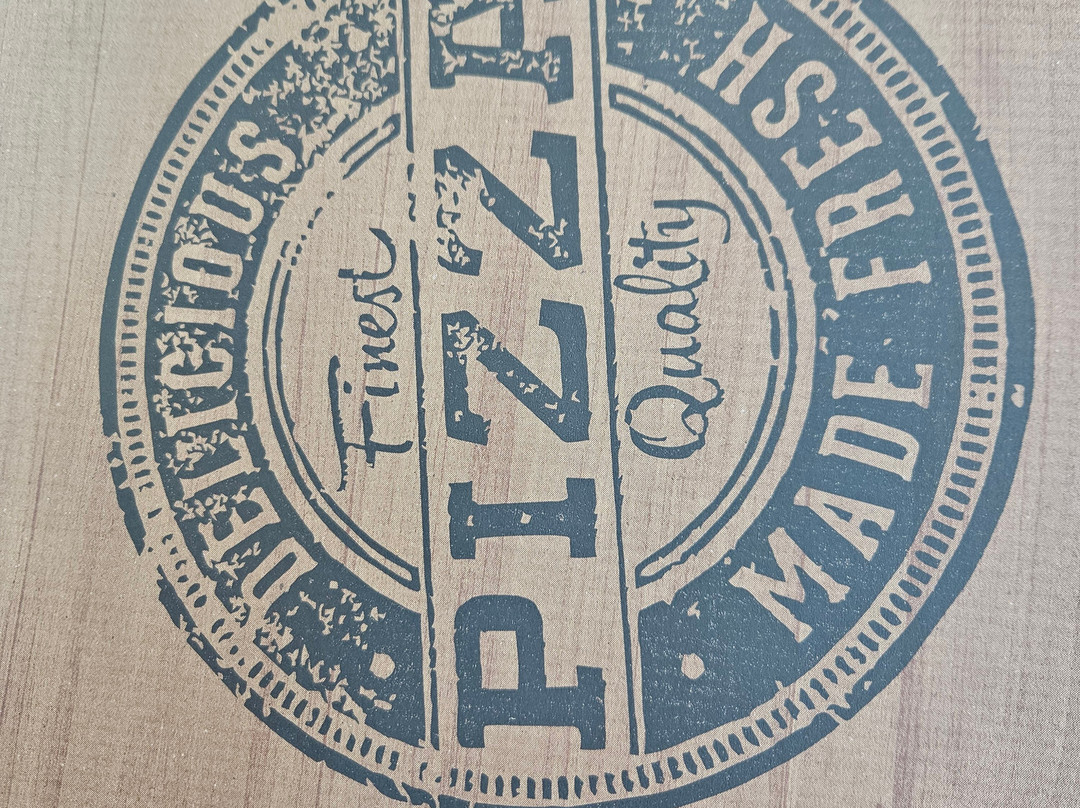 DELICIOUS
Finest
PIZZA
Quality
MADE FRESH